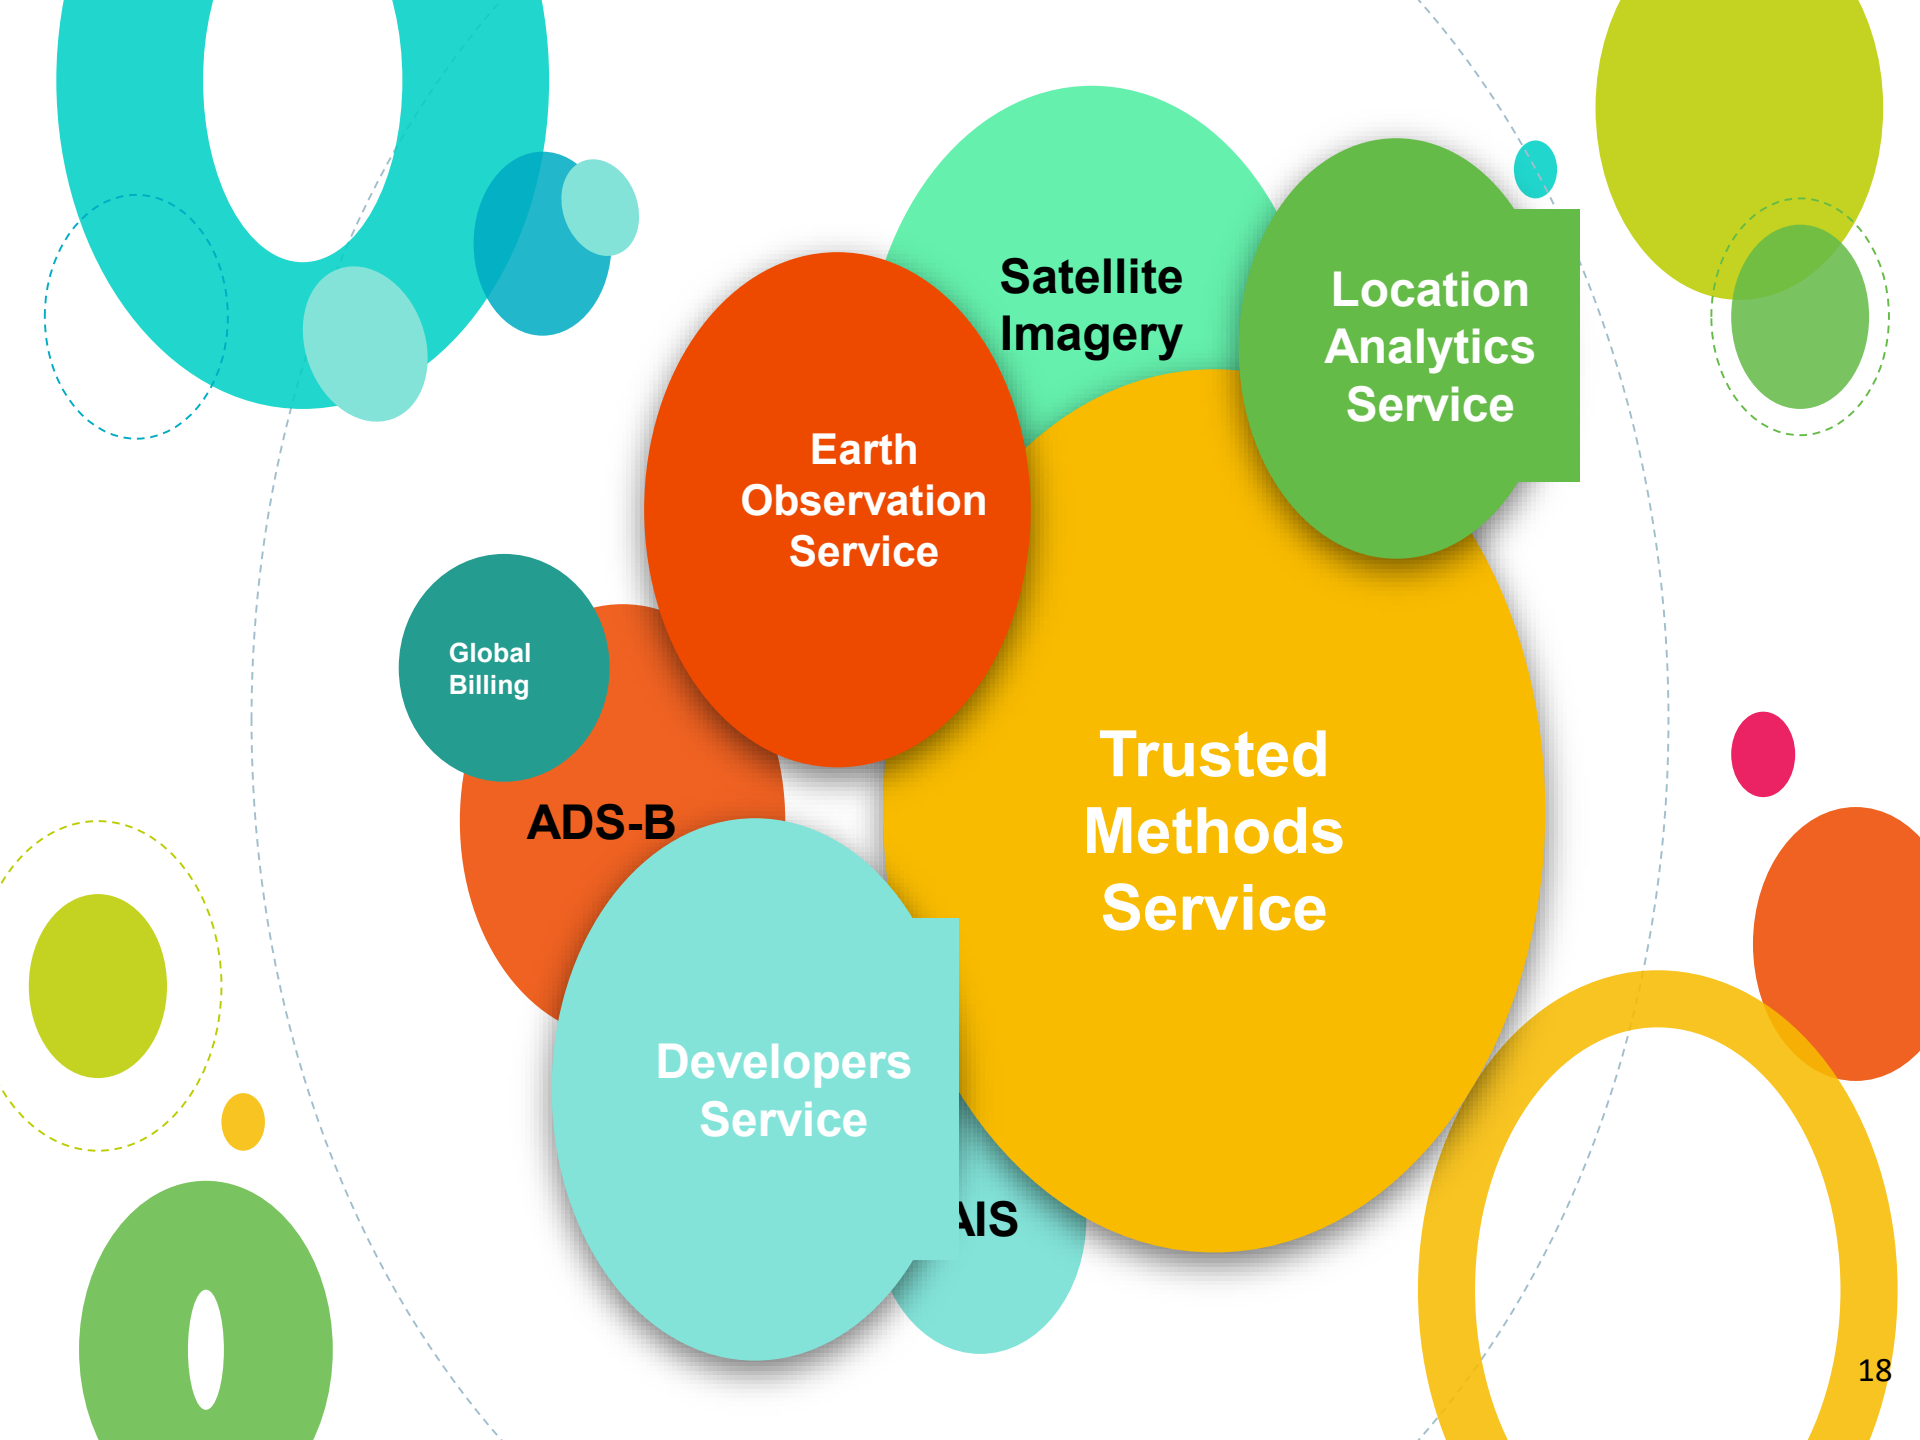 Satellite
Imagery
Location
Analytics
Service
Earth
Observation
Service
Global
Billing
ADS-B
Trusted
Methods
Service
Developers
Service
AIS
18